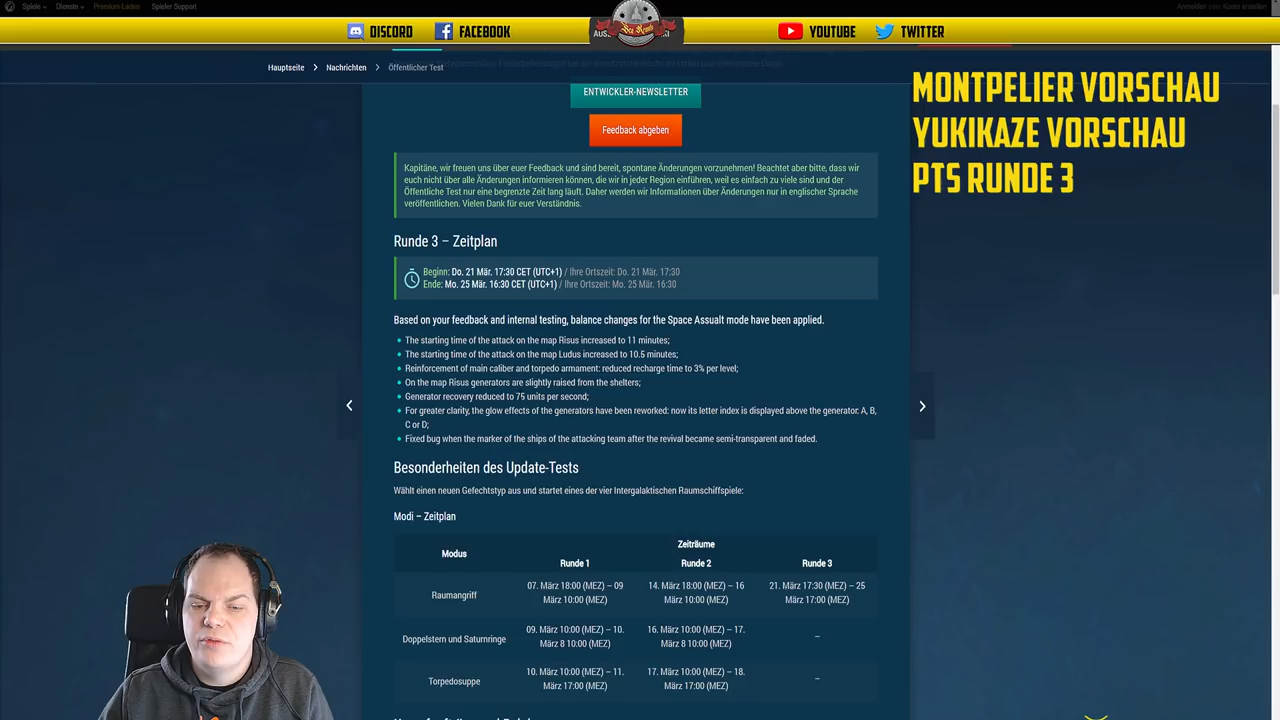 Spiele
Dienste
Premium-Laden
Spieler Support
Anmelden oder Konto erstellen
DISCORD
FACEBOOK
YOUTUBE
TWITTER
Hauptseite
Nachrichten
Öffentlicher Test
MONTPELIER VORSCHAU
YUKIKAZE VORSCHAU
PTS RUNDE 3
ENTWICKLER-NEWSLETTER
Feedback abgeben
Kapitäne, wir freuen uns über euer Feedback und sind bereit, spontane Änderungen vorzunehmen! Beachtet aber bitte, dass wir
euch nicht über alle Änderungen informieren können, die wir in jeder Region einführen, weil es einfach zu viele sind und der
Öffentliche Test nur eine begrenzte Zeit lang läuft. Daher werden wir Informationen über Änderungen nur in englischer Sprache
veröffentlichen. Vielen Dank für euer Verständnis.
Runde 3 – Zeitplan
Beginn: Do. 21 Mär. 17:30 CET (UTC+1) / Ihre Ortszeit: Do. 21 Mär. 17:30
Ende: Mo. 25 Mär. 16:30 CET (UTC+1) / Ihre Ortszeit: Mo. 25 Mär. 16:30
Based on your feedback and internal testing, balance changes for the Space Assualt mode have been applied.
The starting time of the attack on the map Risus increased to 11 minutes;
The starting time of the attack on the map Ludus increased to 10.5 minutes;
Reinforcement of main caliber and torpedo armament: reduced recharge time to 3% per level;
On the map Risus generators are slightly raised from the shelters;
Generator recovery reduced to 75 units per second;
For greater clarity, the glow effects of the generators have been reworked: now its letter index is displayed above the generator: A, B,
C or D;
Fixed bug when the marker of the ships of the attacking team after the revival became semi-transparent and faded.
Besonderheiten des Update-Tests
Wählt einen neuen Gefechtstyp aus und startet eines der vier Intergalaktischen Raumschiffspiele:
Modi – Zeitplan
Modus
Zeiträume
Runde 1
Runde 2
Runde 3
Raumangriff
07. März 18:00 (MEZ) – 09
März 10:00 (MEZ)
14. März 18:00 (MEZ) – 16
März 10:00 (MEZ)
21. März 17:30 (MEZ) – 25
März 17:00 (MEZ)
Doppelstern und Saturnringe
09. März 10:00 (MEZ) – 10.
März 8 10:00 (MEZ)
16. März 10:00 (MEZ) – 17.
März 8 10:00 (MEZ)
–
Torpedosuppe
10. März 10:00 (MEZ) – 11.
März 17:00 (MEZ)
17. März 10:00 (MEZ) – 18.
März 17:00 (MEZ)
–